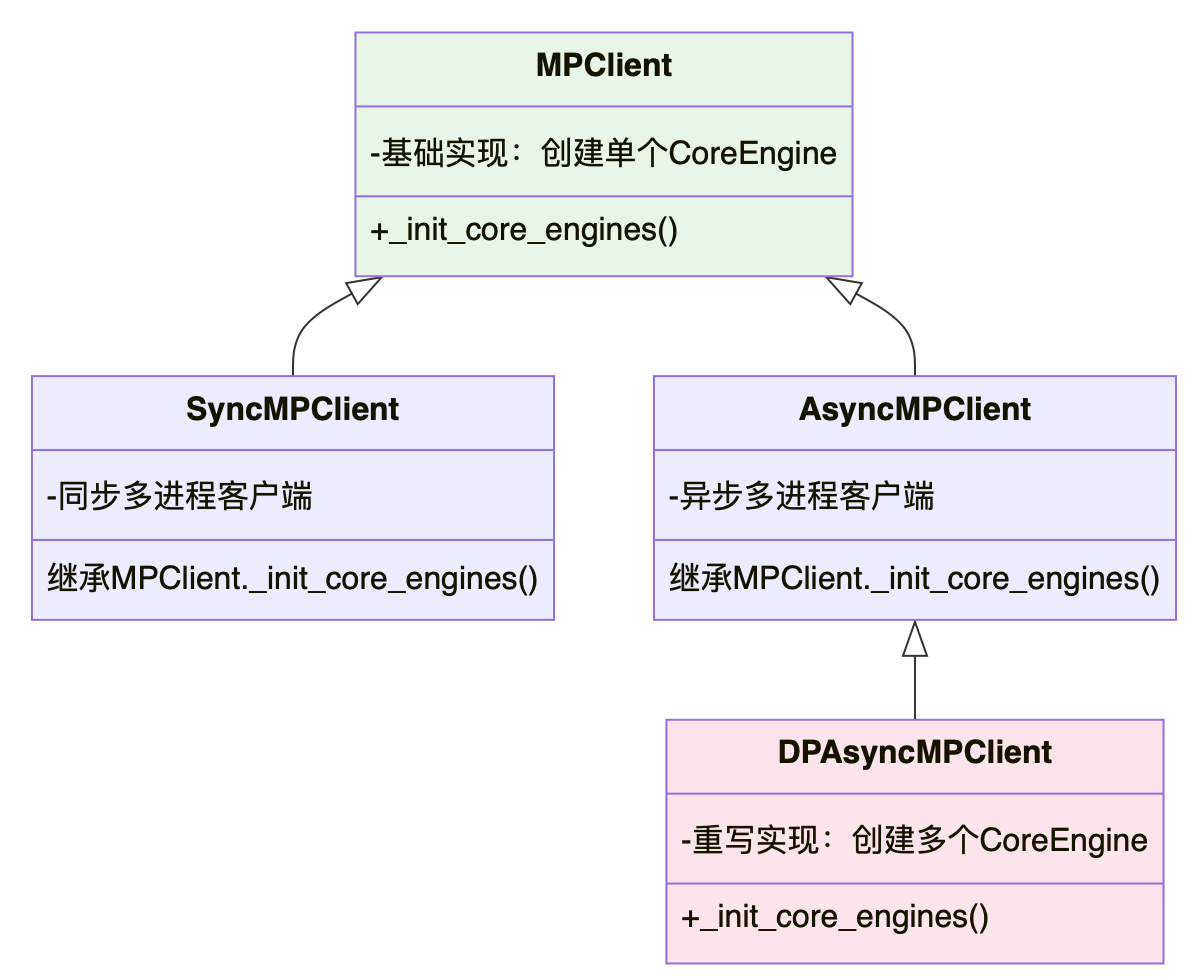 MPClient
-基础实现：创建单个CoreEngine
+_init_core_engines()
SyncMPClient
-同步多进程客户端
继承MPClient._init_core_engines()
AsyncMPClient
-异步多进程客户端
继承MPClient._init_core_engines()
DPAsyncMPClient
-重写实现：创建多个CoreEngine
+_init_core_engines()